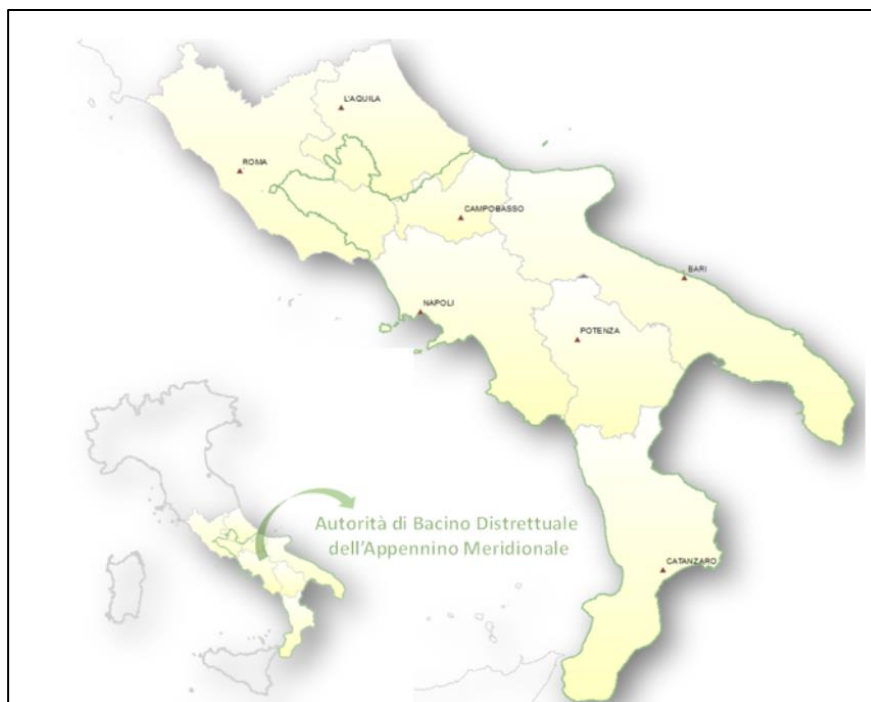 L'AQUILA
ROMA
CAMPOBASSO
BARI
NAPOLI
POTENZA
Autorità di Bacino Distrettuale
dell'Appennino Meridionale
CATANZARO